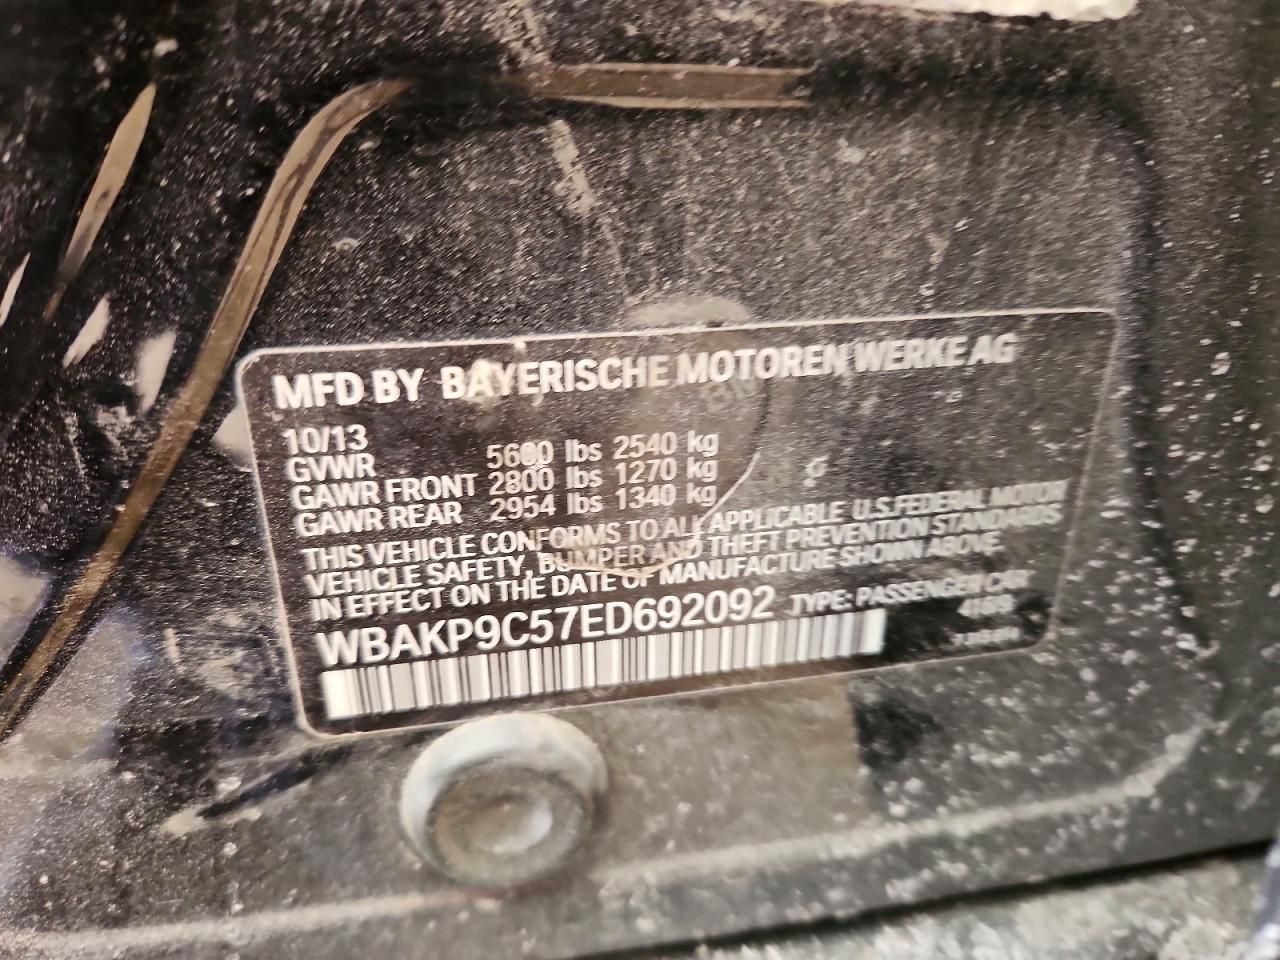 MFD BY BAYERISCHE MOTOREN WERKE AG
10/13
GVWR 5600 lbs 2540 kg
GAWR FRONT 2800 lbs 1270 kg
GAWR REAR 2954 lbs 1340 kg
THIS VEHICLE CONFORMS TO ALL APPLICABLE U.S.FEDERAL MOTOR
VEHICLE SAFETY, BUMPER AND THEFT PREVENTION STANDARDS
IN EFFECT ON THE DATE OF MANUFACTURE SHOWN ABOVE.
WBAKP9C57ED692092 TYPE: PASSENGER CAR